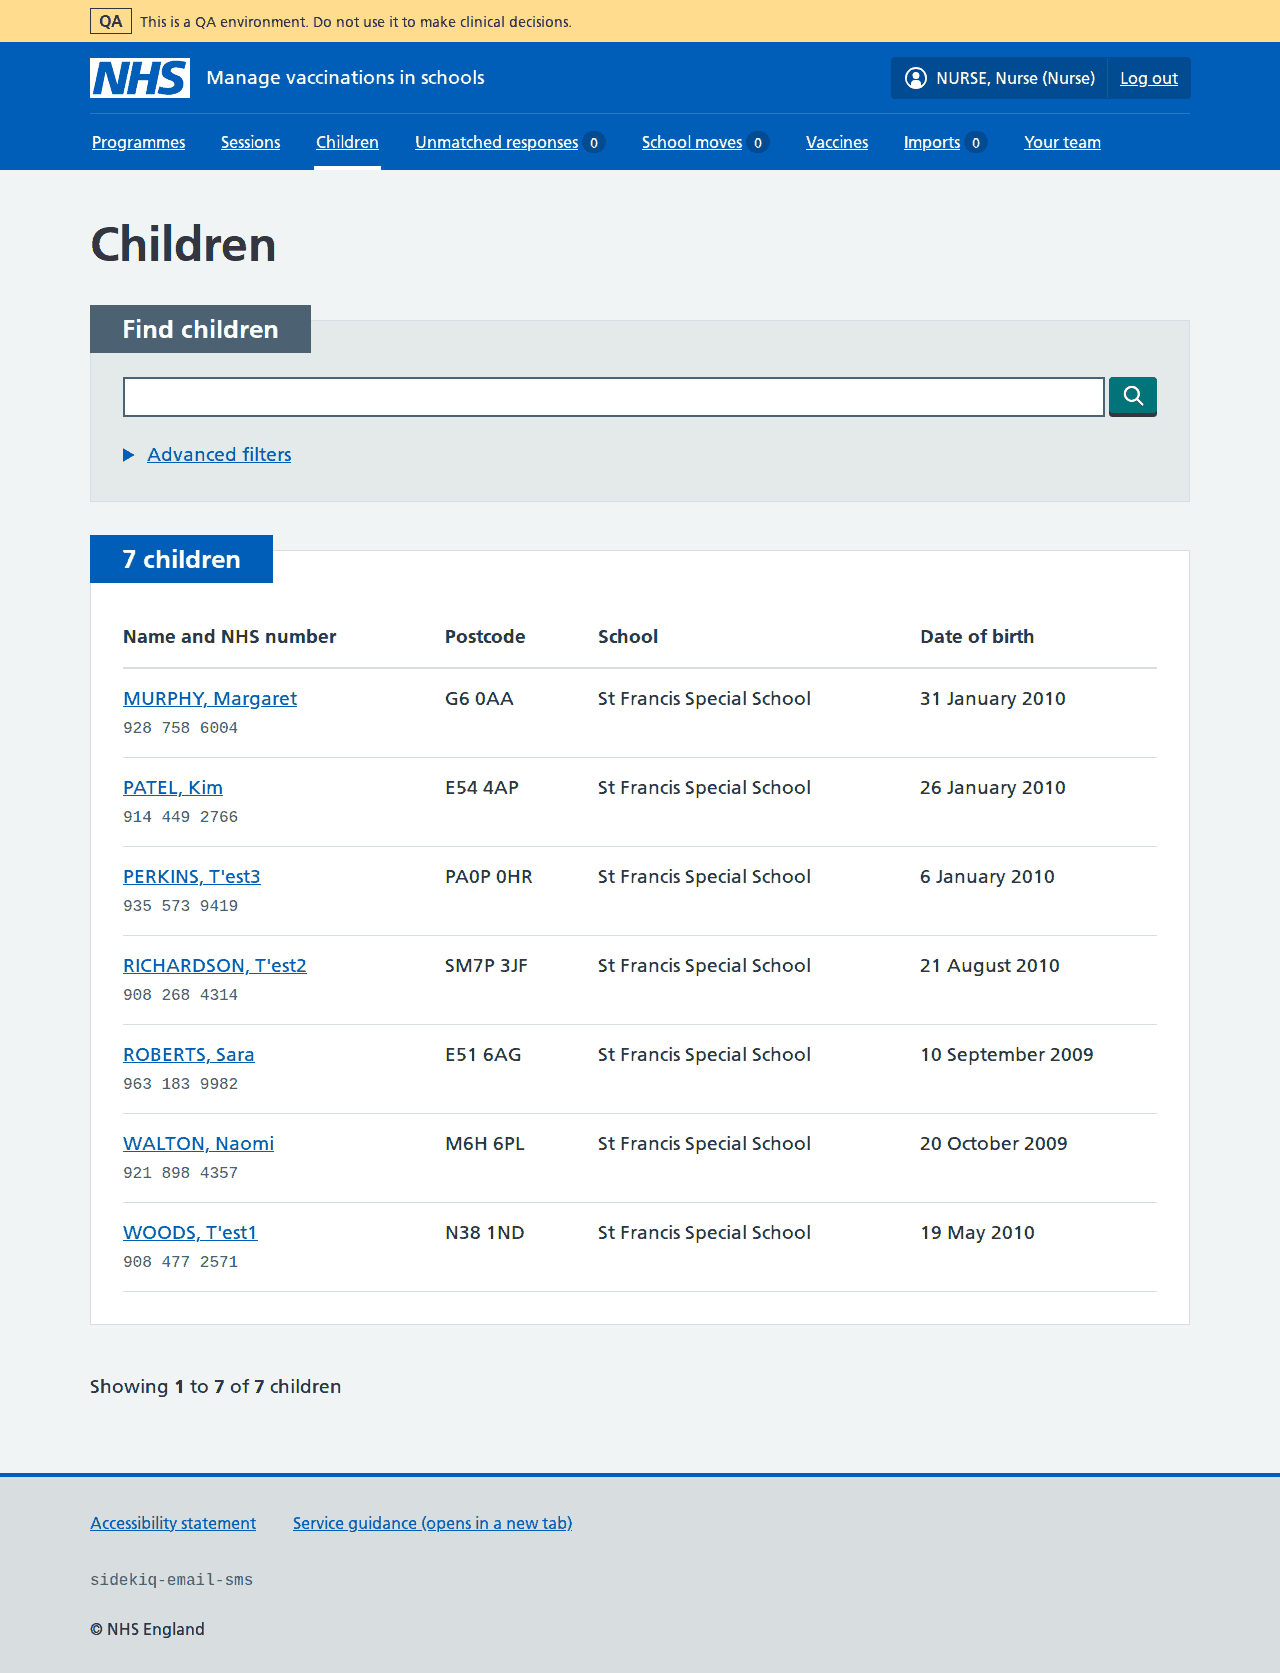 QA This is a QA environment. Do not use it to make clinical decisions.
NHS Manage vaccinations in schools NURSE, Nurse (Nurse) Log out
Programmes Sessions Children Unmatched responses 0 School moves 0 Vaccines Imports 0 Your team
Children
Find children
Advanced filters
7 children
Name and NHS number Postcode School Date of birth
MURPHY, Margaret G6 0AA St Francis Special School 31 January 2010
928 758 6004
PATEL, Kim E54 4AP St Francis Special School 26 January 2010
914 449 2766
PERKINS, T'est3 PA0P 0HR St Francis Special School 6 January 2010
935 573 9419
RICHARDSON, T'est2 SM7P 3JF St Francis Special School 21 August 2010
908 268 4314
ROBERTS, Sara E51 6AG St Francis Special School 10 September 2009
963 183 9982
WALTON, Naomi M6H 6PL St Francis Special School 20 October 2009
921 898 4357
WOODS, T'est1 N38 1ND St Francis Special School 19 May 2010
908 477 2571
Showing 1 to 7 of 7 children
Accessibility statement Service guidance (opens in a new tab)
sidekiq-email-sms
© NHS England